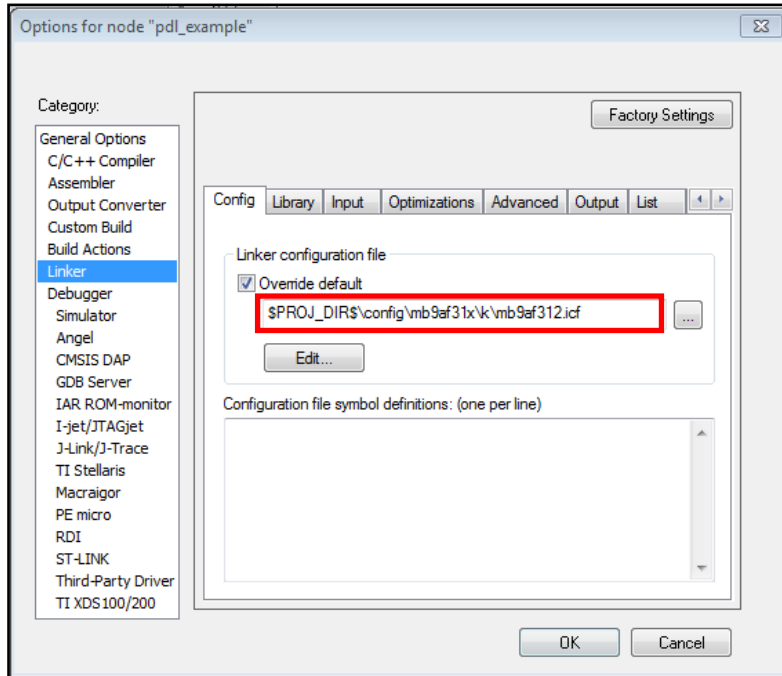 Options for node "pdl_example"
Category:
Factory Settings
General Options
C/C++ Compiler
Assembler
Output Converter
Custom Build
Build Actions
Linker
Debugger
Simulator
Angel
CMSIS DAP
GDB Server
IAR ROM-monitor
I-jet/JTAGjet
J-Link/J-Trace
TI Stellaris
Macraigor
PE micro
RDI
ST-LINK
Third-Party Driver
TI XDS100/200
Config Library Input Optimizations Advanced Output List
Linker configuration file
Override default
$PROJ_DIR$\config\mb9af31x\k\mb9af312.icf
...
Edit...
Configuration file symbol definitions: (one per line)
OK Cancel